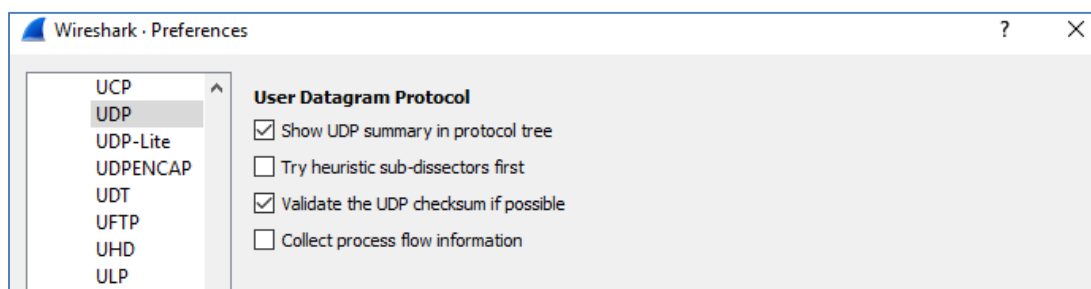 Wireshark · Preferences
UCP
UDP
UDP-Lite
UDPENCAP
UDT
UFTP
UHD
ULP
User Datagram Protocol
Show UDP summary in protocol tree
Try heuristic sub-dissectors first
Validate the UDP checksum if possible
Collect process flow information